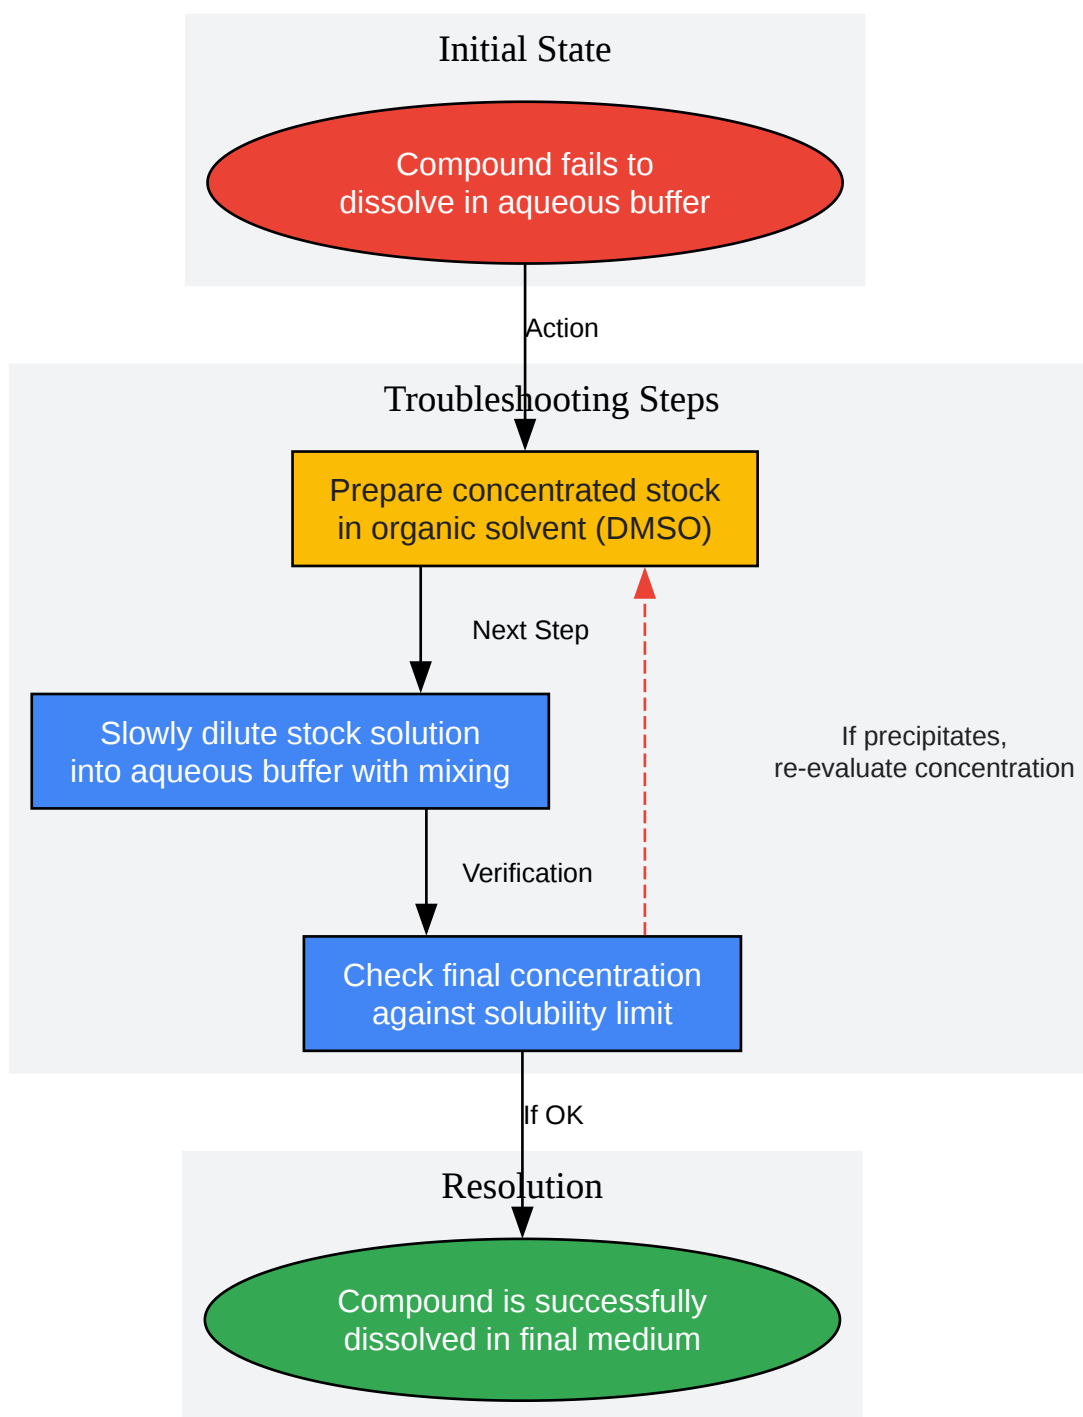 Initial State
Compound fails to
dissolve in aqueous buffer
Action
Troubleshooting Steps
Prepare concentrated stock
in organic solvent (DMSO)
Next Step
Slowly dilute stock solution
into aqueous buffer with mixing
If precipitates,
re-evaluate concentration
Verification
Check final concentration
against solubility limit
If OK
Resolution
Compound is successfully
dissolved in final medium